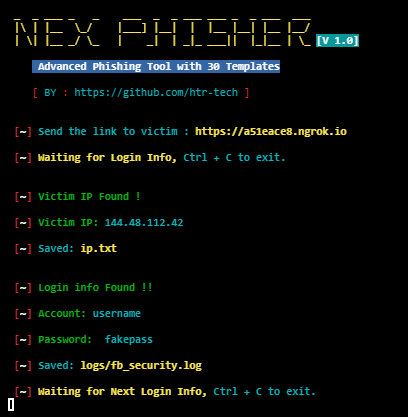 NEXPHISHER
[V 1.0]
Advanced Phishing Tool with 30 Templates
[ BY : https://github.com/htr-tech ]
[~] Send the link to victim : https://a51eace8.ngrok.io
[~] Waiting for Login Info, Ctrl + C to exit.
[~] Victim IP Found !
[~] Victim IP: 144.48.112.42
[~] Saved: ip.txt
[~] Login info Found !!
[~] Account: username
[~] Password:  fakepass
[~] Saved: logs/fb_security.log
[~] Waiting for Next Login Info, Ctrl + C to exit.